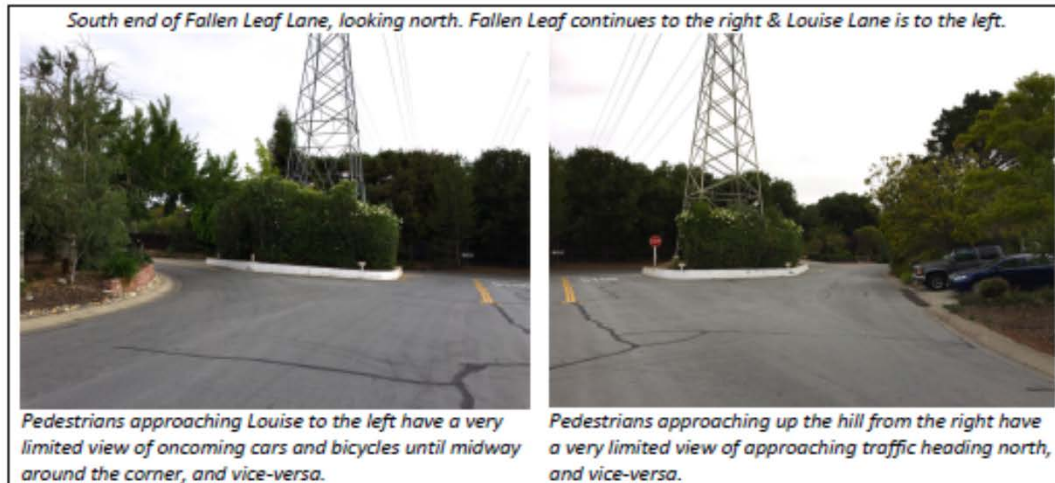 South end of Fallen Leaf Lane, looking north. Fallen Leaf continues to the right & Louise Lane is to the left.
Pedestrians approaching Louise to the left have a very
limited view of oncoming cars and bicycles until midway
around the corner, and vice-versa.
Pedestrians approaching up the hill from the right have
a very limited view of approaching traffic heading north,
and vice-versa.